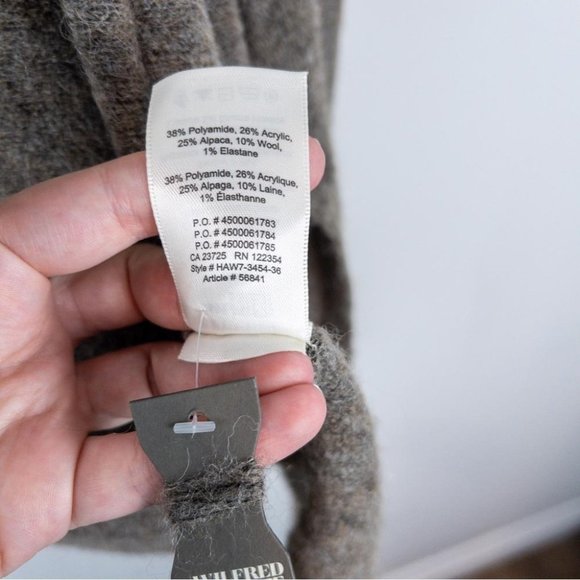 38% Polyamide, 26% Acrylic,
25% Alpaca, 10% Wool,
1% Elastane
38% Polyamide, 26% Acrylique,
25% Alpaga, 10% Laine,
1% Élasthanne
P.O. # 4500061783
P.O. # 4500061784
P.O. # 4500061785
CA 23725 RN 122354
Style # HAW7-3454-36
Article # 56841
WILFRED